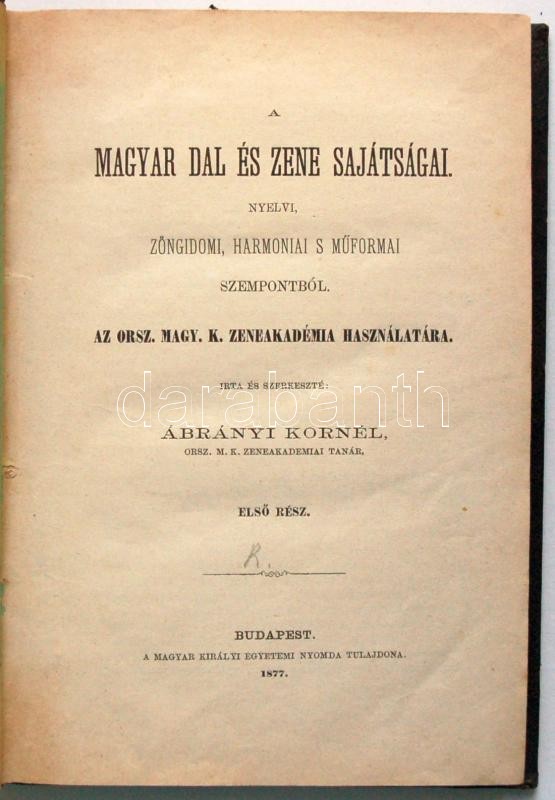 A
MAGYAR DAL ÉS ZENE SAJÁTSÁGAI.
NYELVI,
ZÖNGIDOMI, HARMONIAI S MŰFORMAI
SZEMPONTBÓL.
AZ ORSZ. MAGY. K. ZENEAKADÉMIA HASZNÁLATÁRA.
IRTA ÉS SZERKESZTÉ:
darabanth
ÁBRÁNYI KORNÉL,
ORSZ. M. K. ZENEAKADEMIAI TANÁR,
ELSŐ RÉSZ.
R.
BUDAPEST.
A MAGYAR KIRÁLYI EGYETEMI NYOMDA TULAJDONA.
1877.